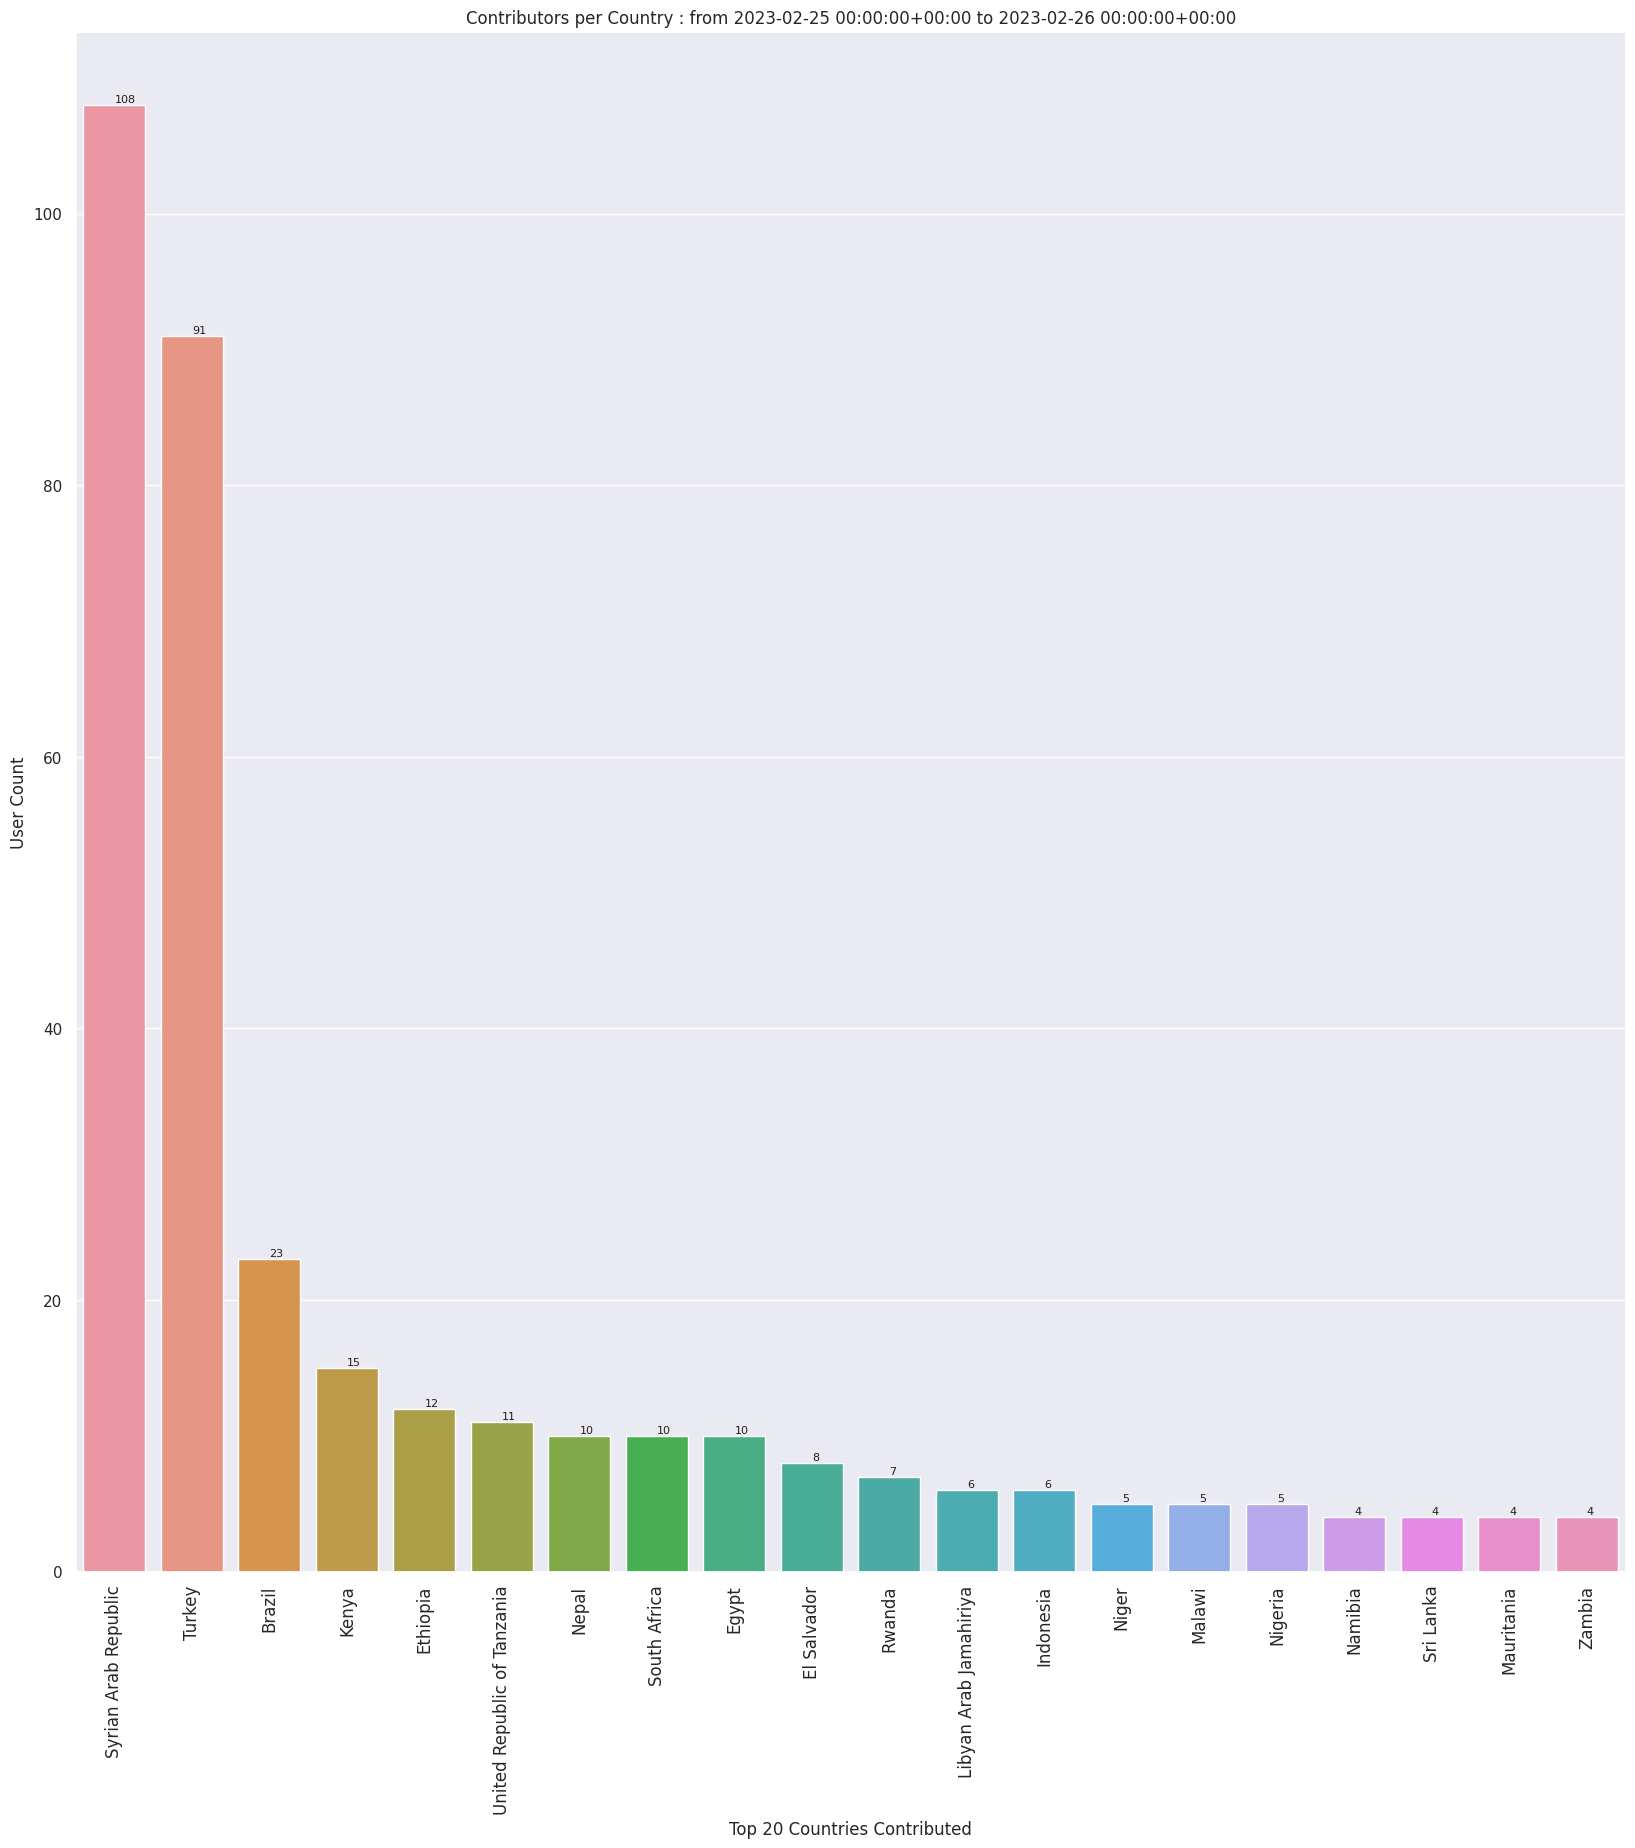 Contributors per Country : from 2023-02-25 00:00:00+00:00 to 2023-02-26 00:00:00+00:00
User Count
100
80
60
40
20
0
108
91
23
15
12
11
10
10
10
8
7
6
6
5
5
5
4
4
4
4
Syrian Arab Republic
Turkey
Brazil
Kenya
Ethiopia
United Republic of Tanzania
Nepal
South Africa
Egypt
El Salvador
Rwanda
Libyan Arab Jamahiriya
Indonesia
Niger
Malawi
Nigeria
Namibia
Sri Lanka
Mauritania
Zambia
Top 20 Countries Contributed